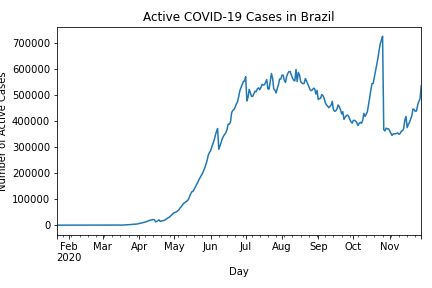 Active COVID-19 Cases in Brazil
Number of Active Cases
700000
600000
500000
400000
300000
200000
100000
0
Feb Mar Apr May Jun Jul Aug Sep Oct Nov
2020
Day